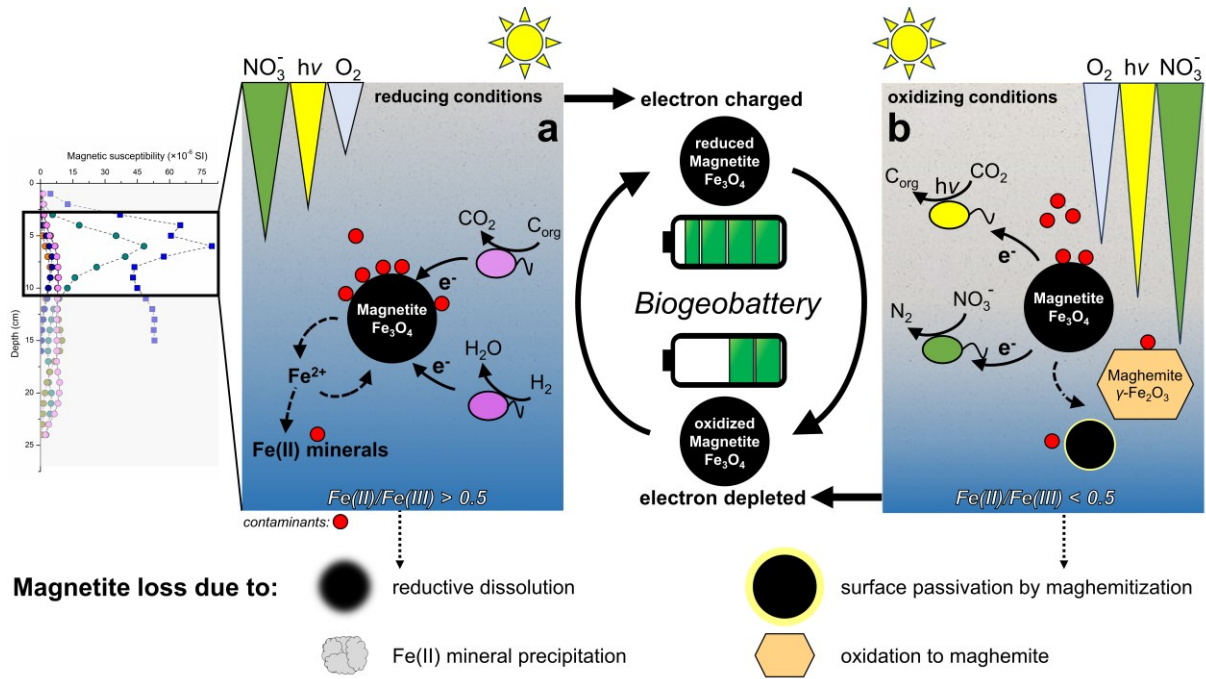 NO₃⁻ hν O₂
reducing conditions
a
electron charged
oxidizing conditions
b
O₂ hν NO₃⁻
Magnetic susceptibility (×10⁻⁶ SI)
0 15 30 45 60 75
Depth (cm)
0
5
10
15
20
25
CO₂
C_org
e⁻
Magnetite
Fe₃O₄
e⁻
H₂O
H₂
Fe²⁺
Fe(II) minerals
Fe(II)/Fe(III) > 0.5
contaminants:
reduced
Magnetite
Fe₃O₄
Biogeobattery
oxidized
Magnetite
Fe₃O₄
electron depleted
C_org
hν
CO₂
e⁻
Magnetite
Fe₃O₄
N₂
NO₃⁻
e⁻
Maghemite
γ-Fe₂O₃
Fe(II)/Fe(III) < 0.5
Magnetite loss due to:
reductive dissolution
surface passivation by maghemitization
Fe(II) mineral precipitation
oxidation to maghemite